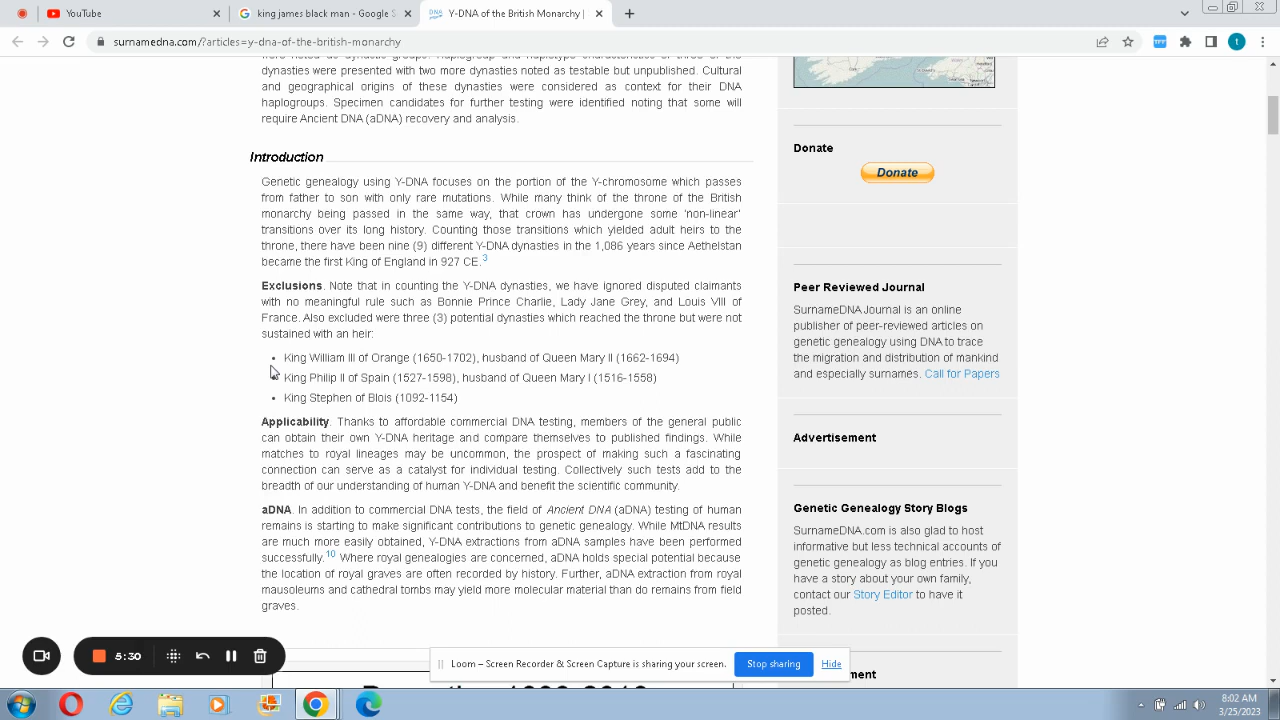 YouTube
king james black man - Google S
DNA Y-DNA of the British Monarchy |
surnamedna.com/?articles=y-dna-of-the-british-monarchy
TFF
t
dynasties were presented with two more dynasties noted as testable but unpublished. Cultural
and geographical origins of these dynasties were considered as context for their DNA
haplogroups. Specimen candidates for further testing were identified noting that some will
require Ancient DNA (aDNA) recovery and analysis.
Introduction
Genetic genealogy using Y-DNA focuses on the portion of the Y-chromosome which passes
from father to son with only rare mutations. While many think of the throne of the British
monarchy being passed in the same way, that crown has undergone some 'non-linear'
transitions over its long history. Counting those transitions which yielded adult heirs to the
throne, there have been nine (9) different Y-DNA dynasties in the 1,086 years since Aethelstan
became the first King of England in 927 CE.3
Exclusions. Note that in counting the Y-DNA dynasties, we have ignored disputed claimants
with no meaningful rule such as Bonnie Prince Charlie, Lady Jane Grey, and Louis VIII of
France. Also excluded were three (3) potential dynasties which reached the throne but were not
sustained with an heir:
• King William III of Orange (1650-1702), husband of Queen Mary II (1662-1694)
• King Philip II of Spain (1527-1598), husband of Queen Mary I (1516-1558)
• King Stephen of Blois (1092-1154)
Applicability. Thanks to affordable commercial DNA testing, members of the general public
can obtain their own Y-DNA heritage and compare themselves to published findings. While
matches to royal lineages may be uncommon, the prospect of making such a fascinating
connection can serve as a catalyst for individual testing. Collectively such tests add to the
breadth of our understanding of human Y-DNA and benefit the scientific community.
aDNA. In addition to commercial DNA tests, the field of Ancient DNA (aDNA) testing of human
remains is starting to make significant contributions to genetic genealogy. While MtDNA results
are much more easily obtained, Y-DNA extractions from aDNA samples have been performed
successfully.10 Where royal genealogies are concerned, aDNA holds special potential because
the location of royal graves are often recorded by history. Further, aDNA extraction from royal
mausoleums and cathedral tombs may yield more molecular material than do remains from field
graves.
Donate
Donate
Peer Reviewed Journal
SurnameDNA Journal is an online
publisher of peer-reviewed articles on
genetic genealogy using DNA to trace
the migration and distribution of mankind
and especially surnames. Call for Papers
Advertisement
Genetic Genealogy Story Blogs
SurnameDNA.com is also glad to host
informative but less technical accounts of
genetic genealogy as blog entries. If you
have a story about your own family,
contact our Story Editor to have it
posted.
5:30
Loom – Screen Recorder & Screen Capture is sharing your screen.
Stop sharing
Hide
8:02 AM
3/25/2023